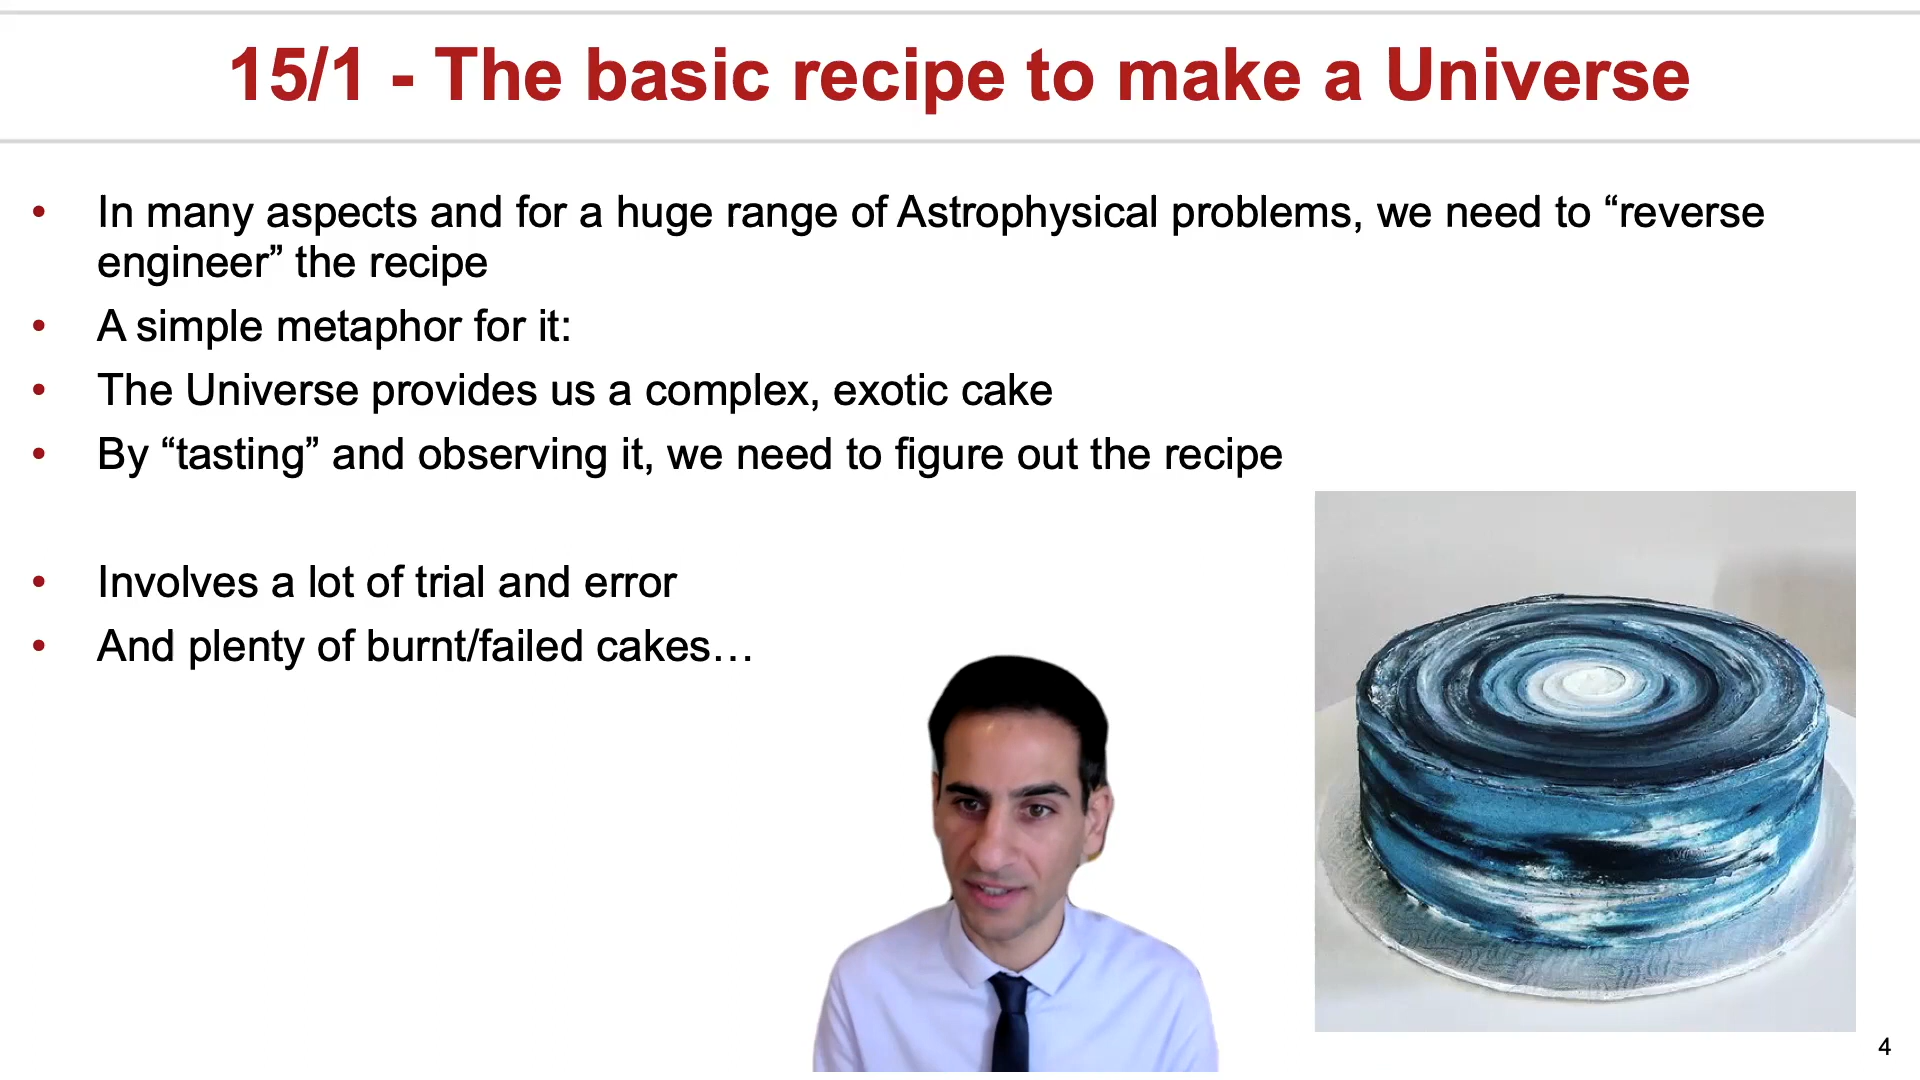 15/1 - The basic recipe to make a Universe
• In many aspects and for a huge range of Astrophysical problems, we need to “reverse
engineer” the recipe
• A simple metaphor for it:
• The Universe provides us a complex, exotic cake
• By “tasting” and observing it, we need to figure out the recipe
• Involves a lot of trial and error
• And plenty of burnt/failed cakes…
4